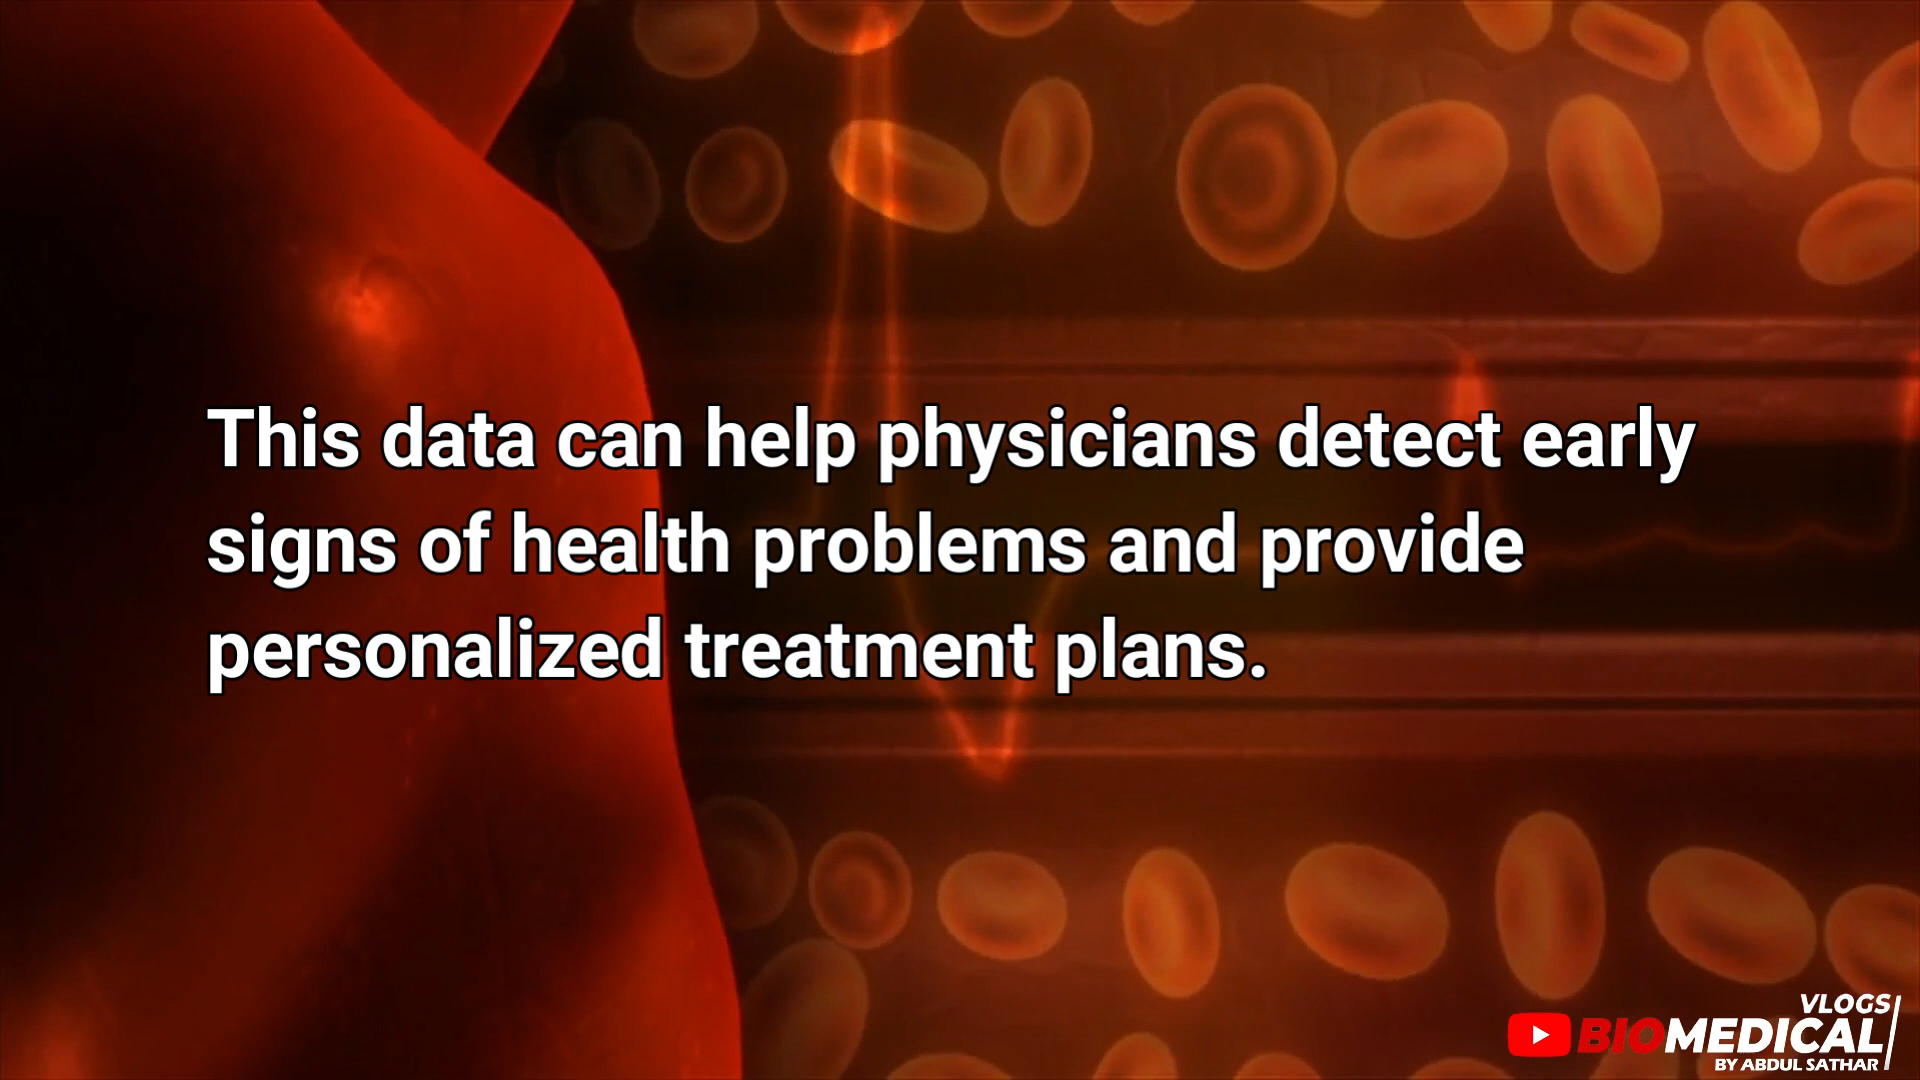 This data can help physicians detect early
signs of health problems and provide
personalized treatment plans.
VLOGS
BIOMEDICAL
BY ABDUL SATHAR